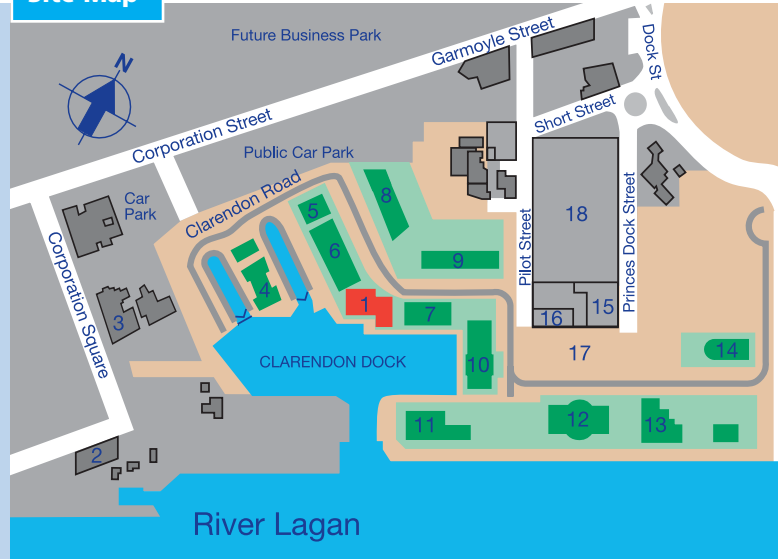 Site Map
Future Business Park
Garmoyle Street
Dock St
N
Short Street
Corporation Street
Public Car Park
Car Park
Clarendon Road
Corporation Square
Pilot Street
Princes Dock Street
18
8
5
6
9
4
1
7
3
15
16
17
14
10
CLARENDON DOCK
11
12
13
2
River Lagan